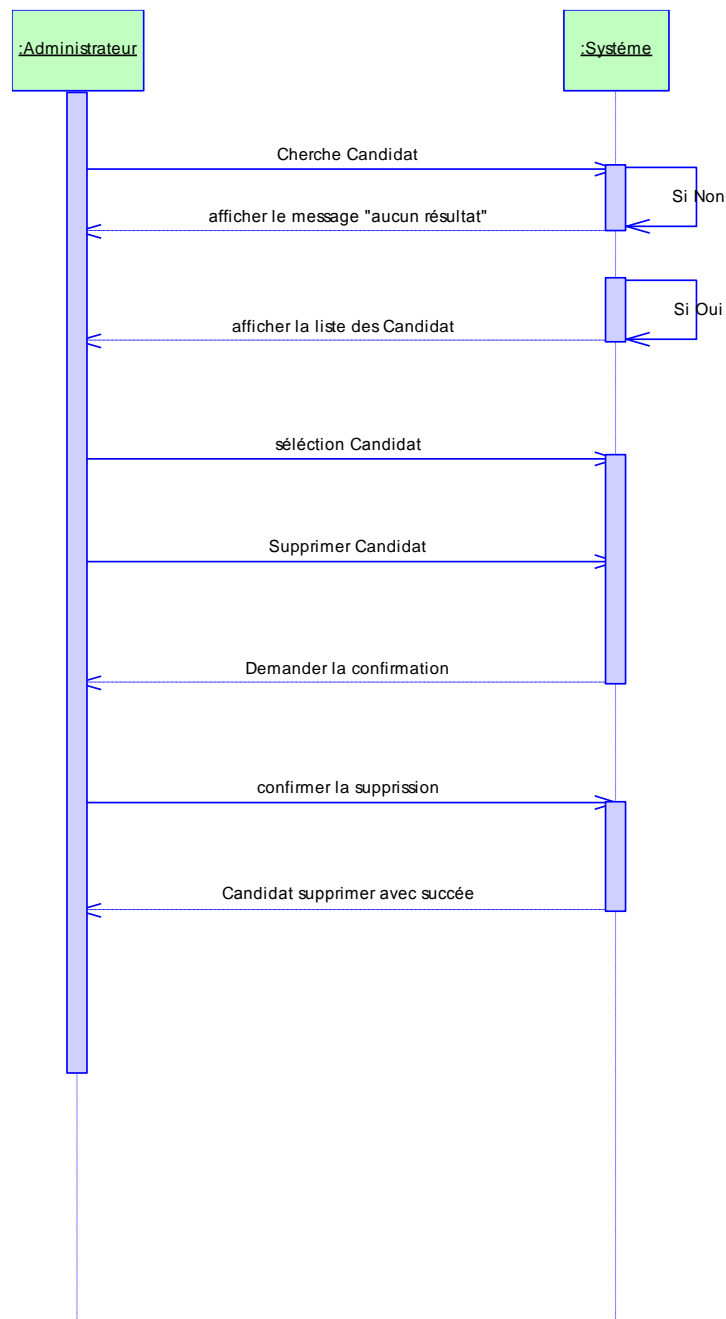 :Administrateur
:Systéme
Cherche Candidat
Si Non
afficher le message "aucun résultat"
Si Oui
afficher la liste des Candidat
séléction Candidat
Supprimer Candidat
Demander la confirmation
confirmer la supprission
Candidat supprimer avec succée